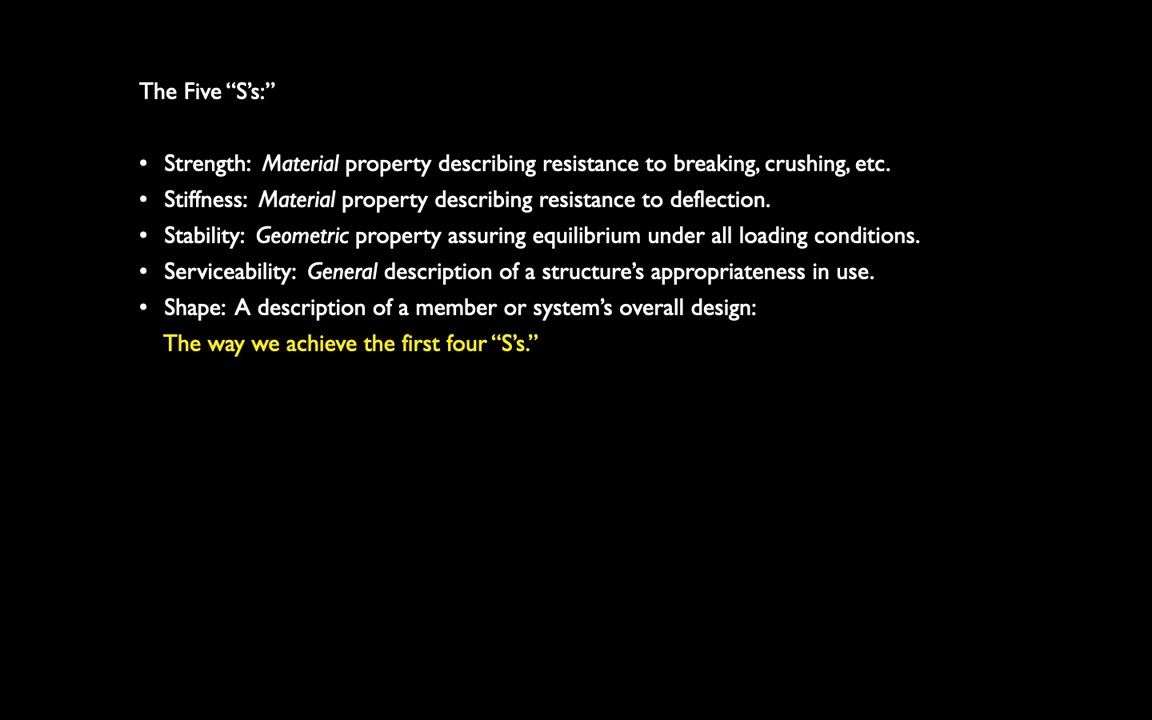 The Five “S’s:”
• Strength: Material property describing resistance to breaking, crushing, etc.
• Stiffness: Material property describing resistance to deflection.
• Stability: Geometric property assuring equilibrium under all loading conditions.
• Serviceability: General description of a structure’s appropriateness in use.
• Shape: A description of a member or system’s overall design:
The way we achieve the first four “S’s.”